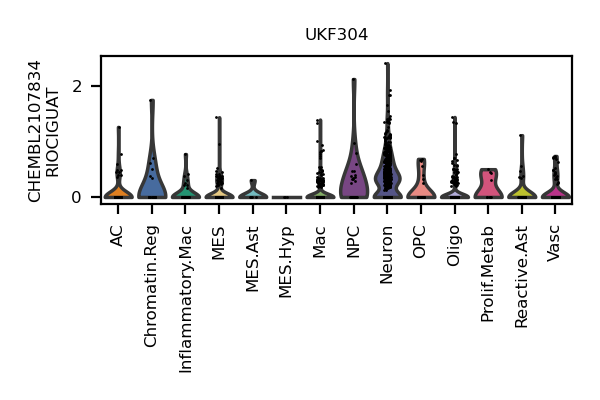 UKF304
CHEMBL2107834
RIOCIGUAT
2
0
AC
Chromatin.Reg
Inflammatory.Mac
MES
MES.Ast
MES.Hyp
Mac
NPC
Neuron
OPC
Oligo
Prolif.Metab
Reactive.Ast
Vasc